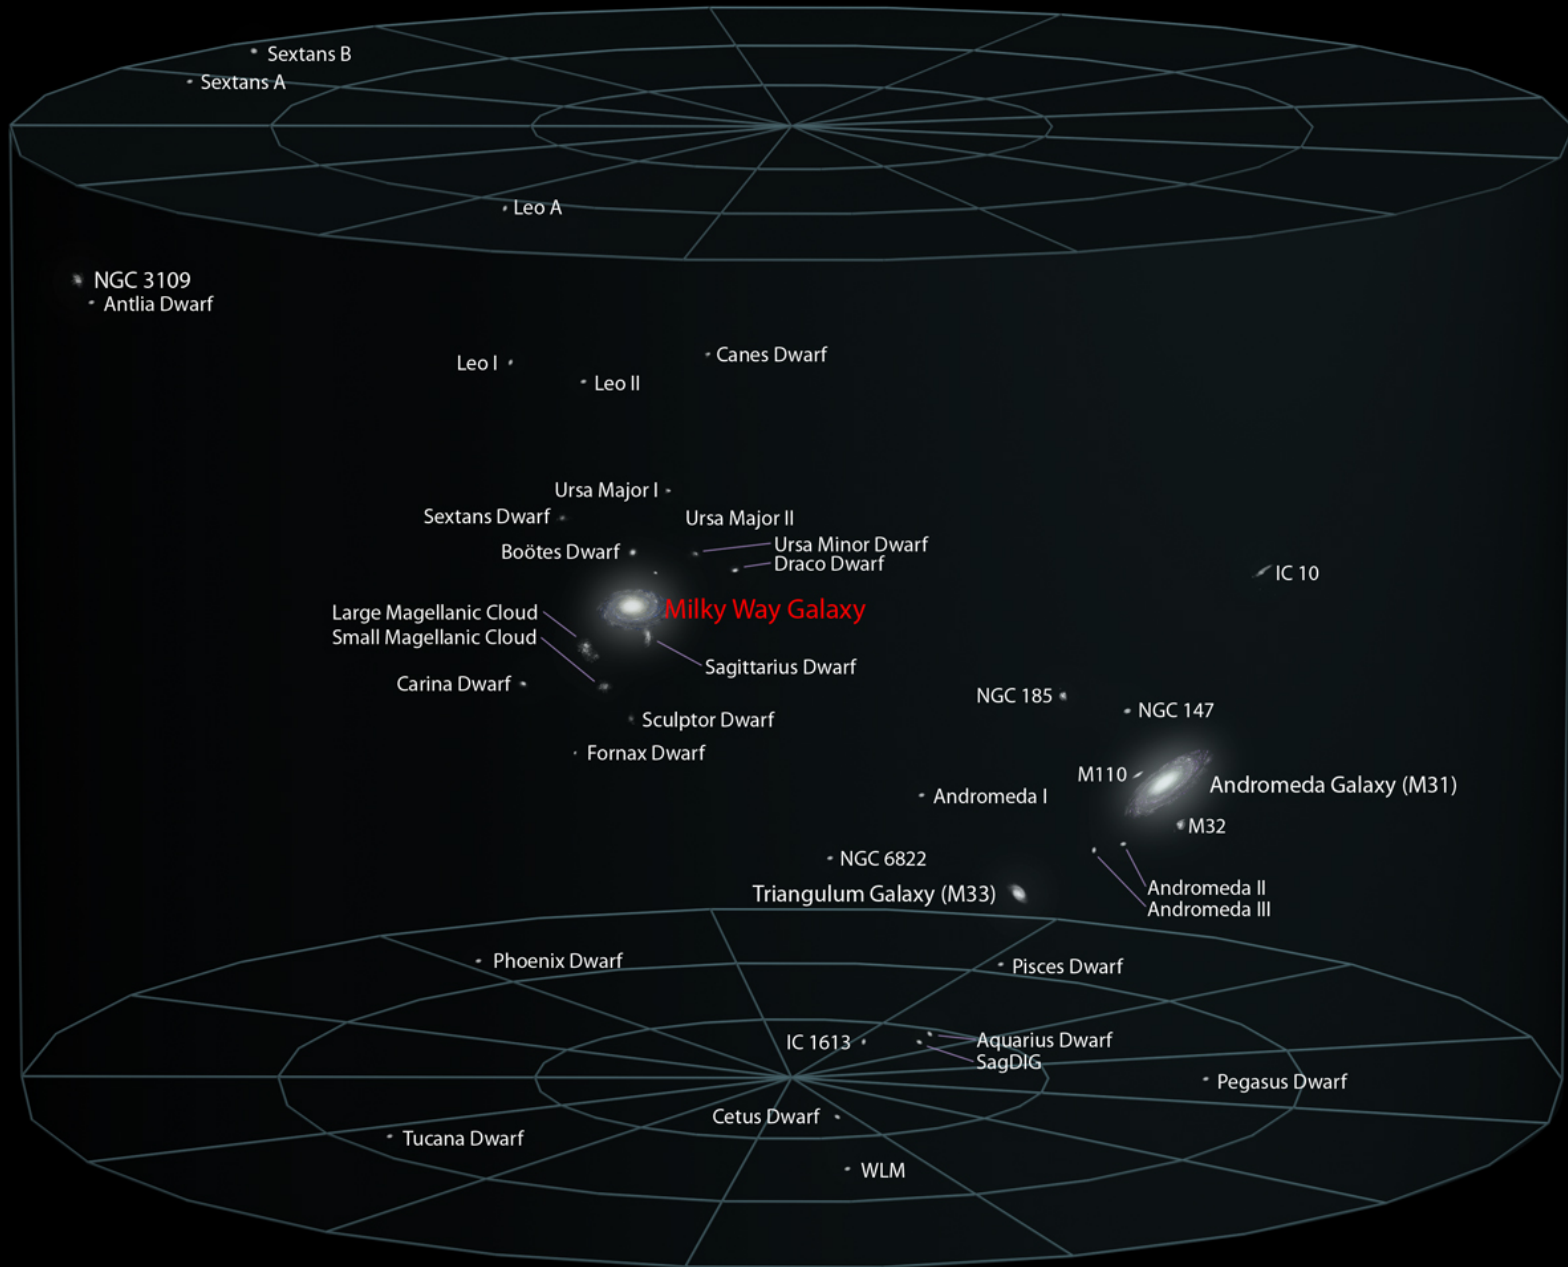 Sextans B
Sextans A
Leo A
NGC 3109
Antlia Dwarf
Canes Dwarf
Leo I
Leo II
Ursa Major I
Sextans Dwarf
Ursa Major II
Ursa Minor Dwarf
Boötes Dwarf
Draco Dwarf
IC 10
Milky Way Galaxy
Large Magellanic Cloud
Small Magellanic Cloud
Sagittarius Dwarf
Carina Dwarf
NGC 185
NGC 147
Sculptor Dwarf
Fornax Dwarf
M110
Andromeda Galaxy (M31)
Andromeda I
M32
NGC 6822
Andromeda II
Triangulum Galaxy (M33)
Andromeda III
Phoenix Dwarf
Pisces Dwarf
IC 1613
Aquarius Dwarf
SagDIG
Pegasus Dwarf
Cetus Dwarf
Tucana Dwarf
WLM